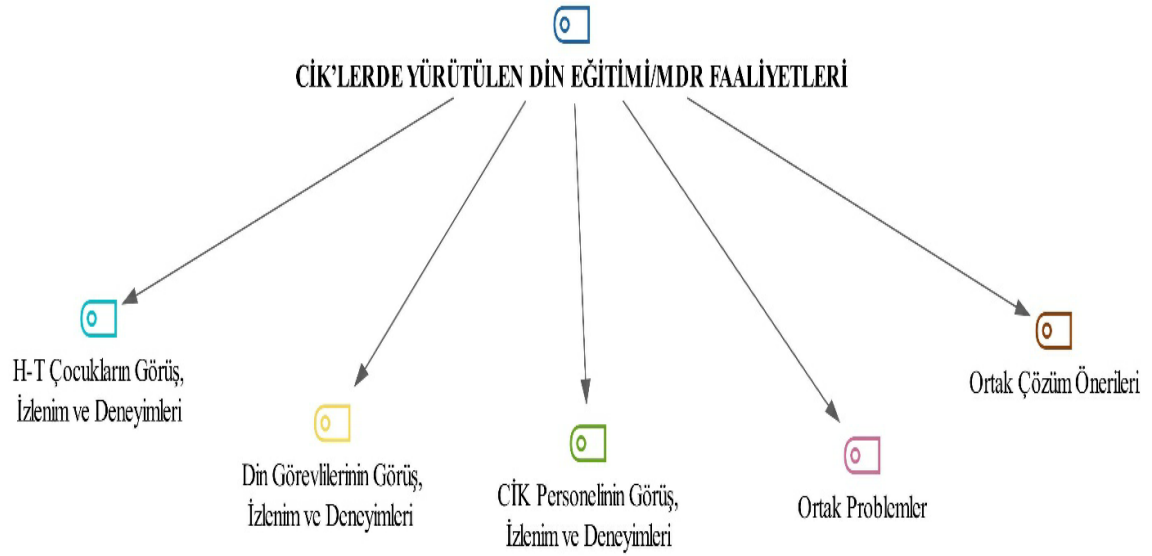 CİK'LERDE YÜRÜTÜLEN DİN EĞİTİMİ/MDR FAALİYETLERİ
H-T Çocukların Görüş,
İzlenim ve Deneyimleri
Din Görevlilerinin Görüş,
İzlenim ve Deneyimleri
CİK Personelinin Görüş,
İzlenim ve Deneyimleri
Ortak Problemler
Ortak Çözüm Önerileri